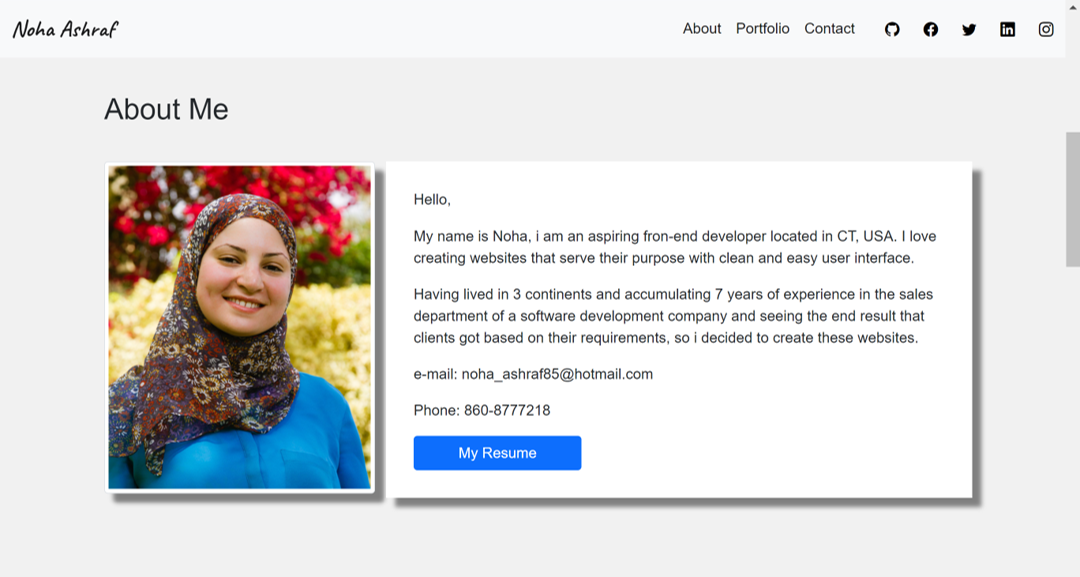 Noha Ashraf
About Portfolio Contact
About Me
Hello,
My name is Noha, i am an aspiring fron-end developer located in CT, USA. I love
creating websites that serve their purpose with clean and easy user interface.
Having lived in 3 continents and accumulating 7 years of experience in the sales
department of a software development company and seeing the end result that
clients got based on their requirements, so i decided to create these websites.
e-mail: noha_ashraf85@hotmail.com
Phone: 860-8777218
My Resume